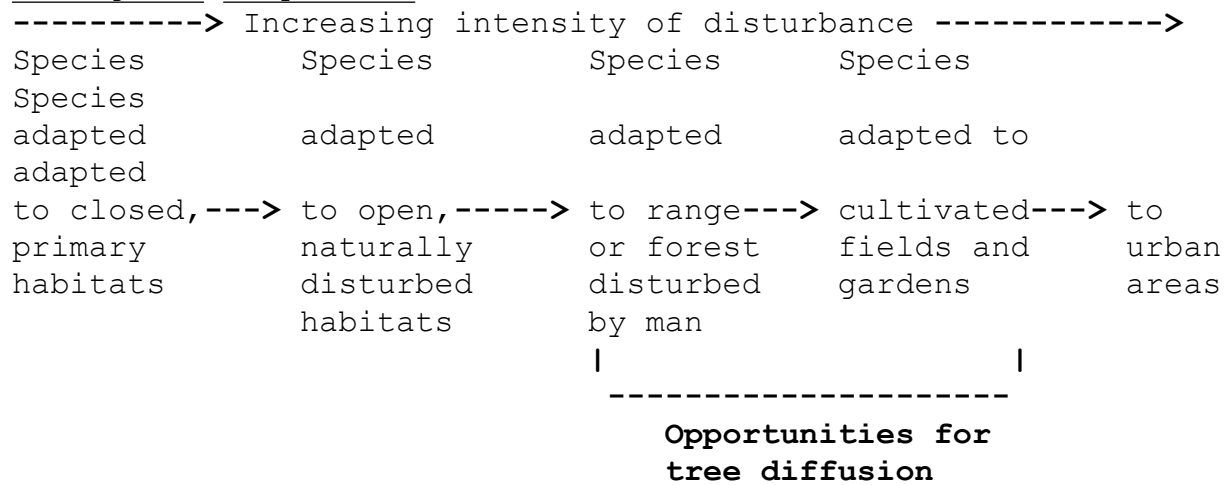 ----------> Increasing intensity of disturbance ------------>
Species Species Species Species
Species
adapted adapted adapted adapted to
adapted
to closed,---> to open,-----> to range---> cultivated---> to
primary naturally or forest fields and urban
habitats disturbed disturbed gardens areas
habitats by man
| |
---------------------
Opportunities for
tree diffusion